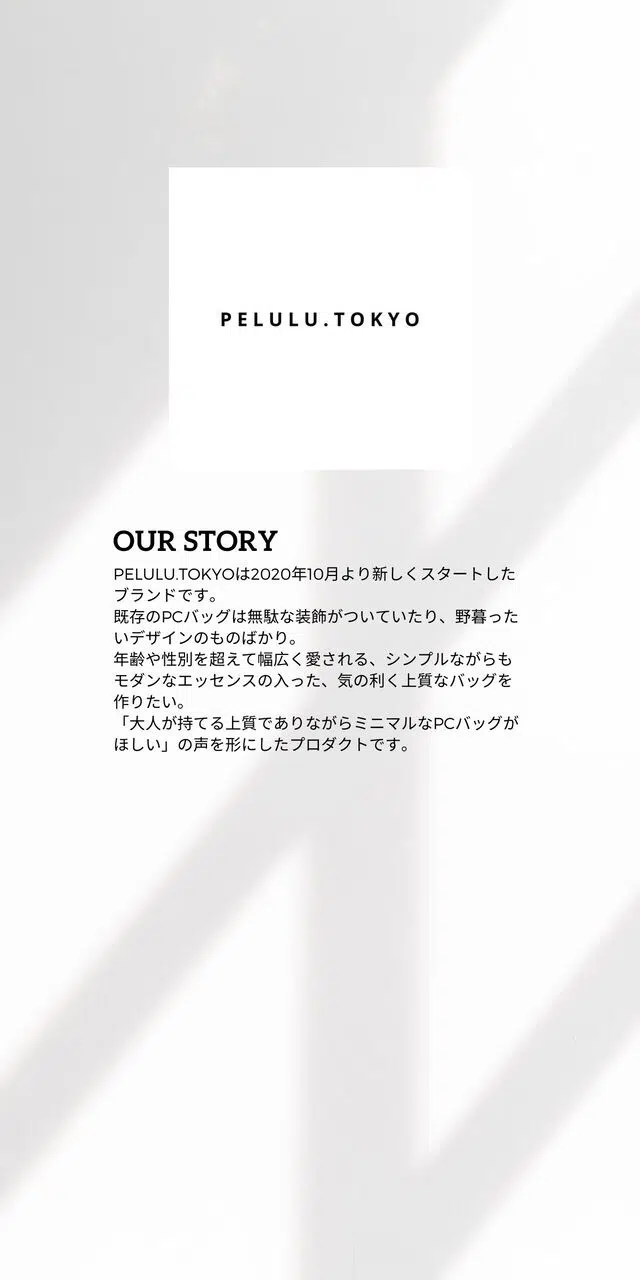 PELULU.TOKYO
OUR STORY
PELULU.TOKYOは2020年10月より新しくスタートした
ブランドです。
既存のPCバッグは無駄な装飾がついていたり、野暮った
いデザインのものばかり。
年齢や性別を超えて幅広く愛される、シンプルながらも
モダンなエッセンスの入った、気の利く上質なバッグを
作りたい。
「大人が持てる上質でありながらミニマルなPCバッグが
ほしい」の声を形にしたプロダクトです。